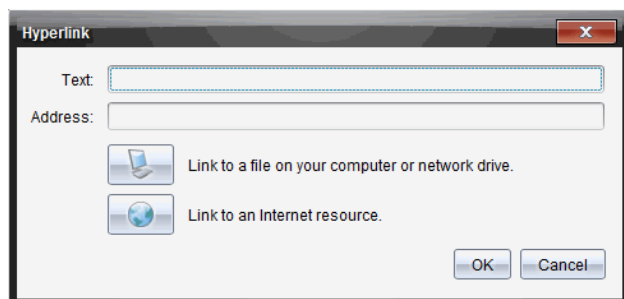 Hyperlink
Text:
Address:
Link to a file on your computer or network drive.
Link to an Internet resource.
OK Cancel